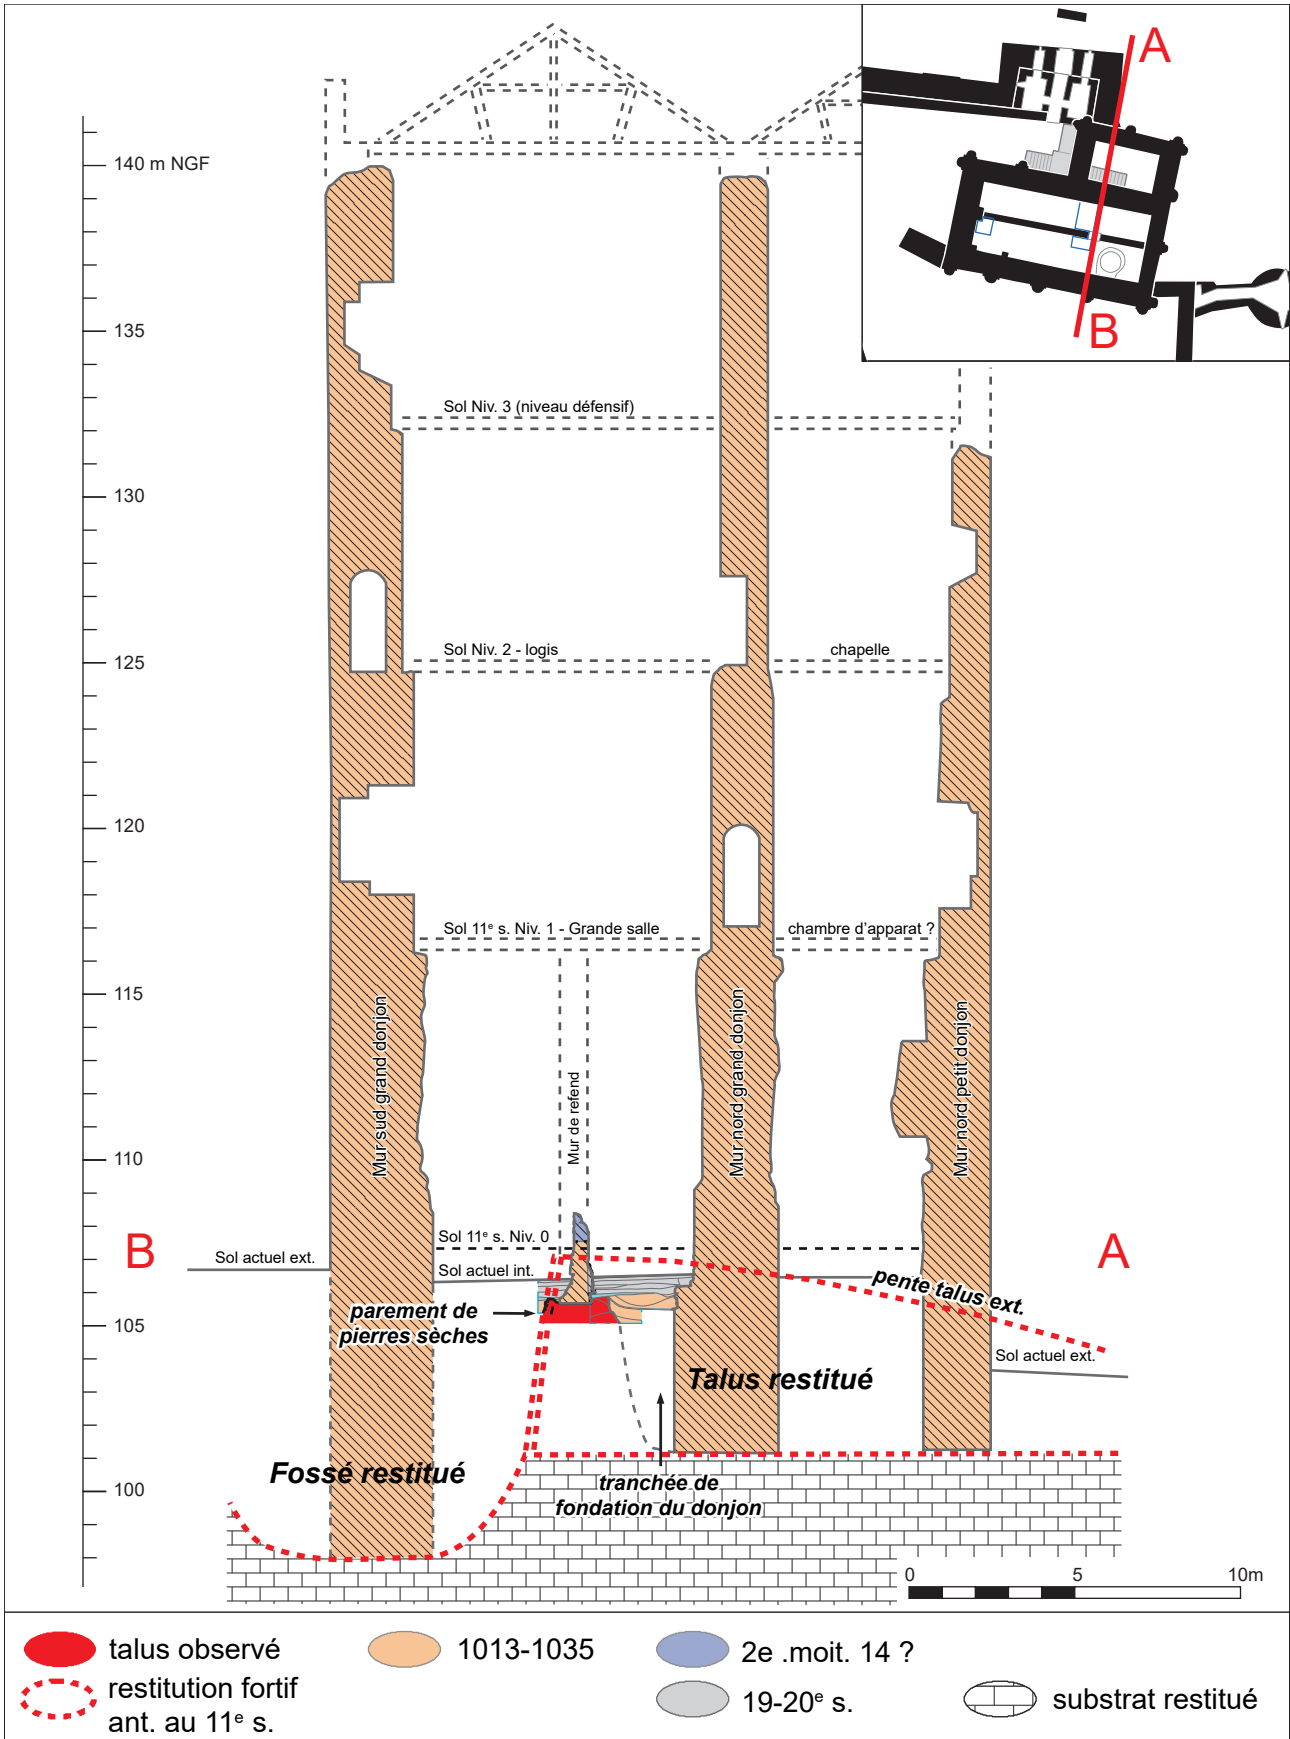 A
B
140 m NGF
135
Sol Niv. 3 (niveau défensif)
130
125
Sol Niv. 2 - logis
chapelle
120
Sol 11e s. Niv. 1 - Grande salle
chambre d'apparat ?
115
Mur sud grand donjon
Mur de refend
Mur nord grand donjon
Mur nord petit donjon
110
B
Sol actuel ext.
Sol 11e s. Niv. 0
Sol actuel int.
A
pente talus ext.
parement de
pierres sèches
105
Sol actuel ext.
Talus restitué
Fossé restitué
100
tranchée de
fondation du donjon
0 5 10m
talus observé
1013-1035
2e .moit. 14 ?
restitution fortif
ant. au 11e s.
19-20e s.
substrat restitué